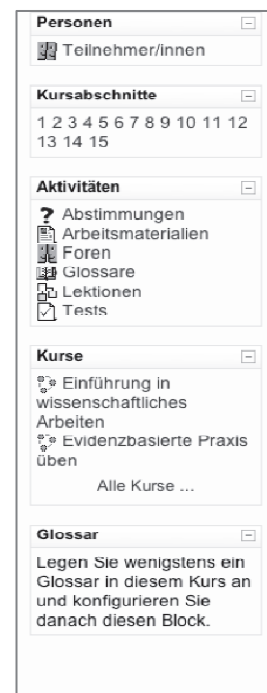 Personen
Teilnehmer/innen
Kursabschnitte
1 2 3 4 5 6 7 8 9 10 11 12
13 14 15
Aktivitäten
Abstimmungen
Arbeitsmaterialien
Foren
Glossare
Lektionen
Tests
Kurse
Einführung in
wissenschaftliches
Arbeiten
Evidenzbasierte Praxis
üben
Alle Kurse ...
Glossar
Legen Sie wenigstens ein
Glossar in diesem Kurs an
und konfigurieren Sie
danach diesen Block.